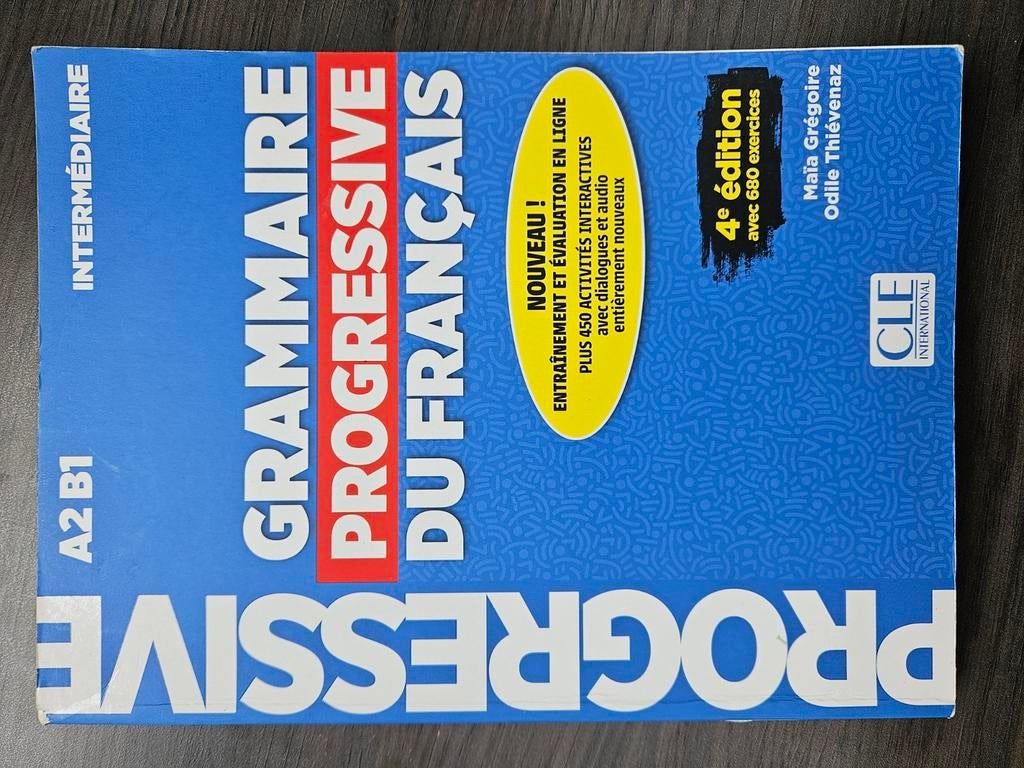 A2 B1 INTERMÉDIAIRE
GRAMMAIRE
PROGRESSIVE
DU FRANÇAIS
NOUVEAU !
ENTRAÎNEMENT ET ÉVALUATION EN LIGNE
PLUS 450 ACTIVITÉS INTERACTIVES
avec dialogues et audio
entièrement nouveaux
4e édition
avec 680 exercices
Maïa Grégoire
Odile Thiévenaz
CLE
INTERNATIONAL
PROGRESSIVE